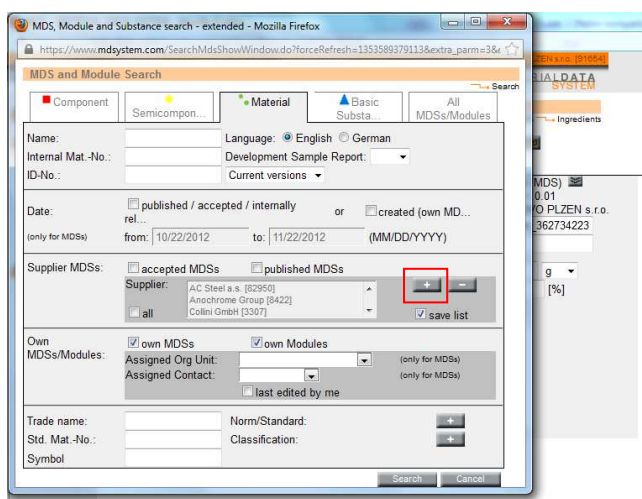 MDS, Module and Substance search - extended - Mozilla Firefox
https://www.mdsystem.com/SearchMdsShowWindow.do?forceRefresh=1353589379113&extra_parm=3&
MDS and Module Search
Search
Component
Semicompon...
Material
Basic Substa...
All MDSs/Modules
Name:
Language: English German
Internal Mat.-No.:
Development Sample Report:
ID-No.:
Current versions
Date:
published / accepted / internally rel...
or
created (own MD...
(only for MDSs)
from: 10/22/2012
to: 11/22/2012
(MM/DD/YYYY)
Supplier MDSs:
accepted MDSs
published MDSs
Supplier:
AC Steel a.s. [82950]
Anochrome Group [8422]
Collini GmbH [3307]
all
+
-
save list
Own MDSs/Modules:
own MDSs
own Modules
Assigned Org Unit:
(only for MDSs)
Assigned Contact:
(only for MDSs)
last edited by me
Trade name:
Norm/Standard:
+
Std. Mat.-No.:
Classification:
+
Symbol
Search
Cancel
PLZEN s.r.o. [91654]
IALDATA
SYSTEM
Ingredients
MDS)
0.01
O PLZEN s.r.o.
_362734223
g
[%]